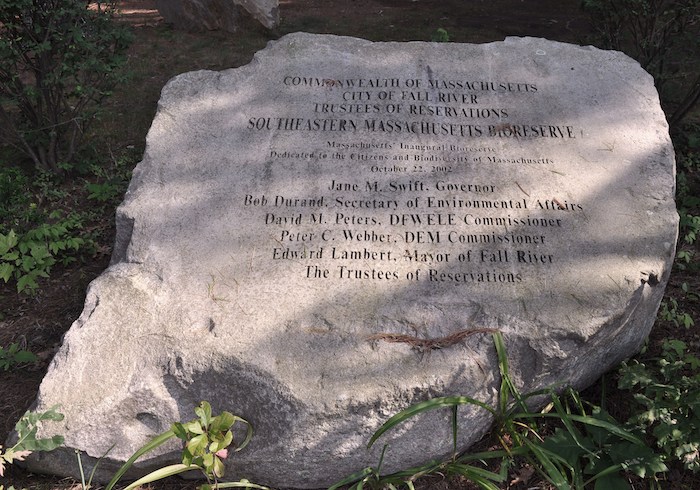 COMMONWEALTH OF MASSACHUSETTS
CITY OF FALL RIVER
TRUSTEES OF RESERVATIONS
SOUTHEASTERN MASSACHUSETTS BIORESERVE
Massachusetts Inaugural Bioreserve
Dedicated to the Citizens and Biodiversity of Massachusetts
October 22, 2002
Jane M. Swift, Governor
Bob Durand, Secretary of Environmental Affairs
David M. Peters, DFWELE Commissioner
Peter C. Webber, DEM Commissioner
Edward Lambert, Mayor of Fall River
The Trustees of Reservations